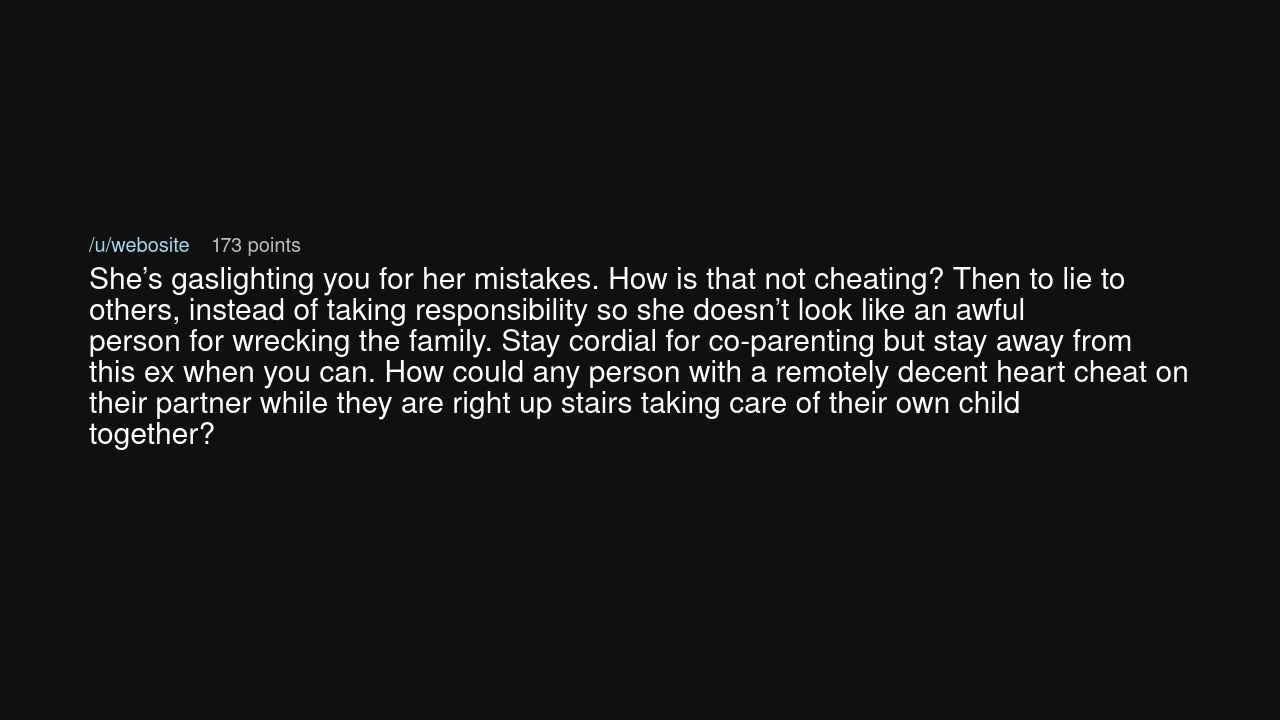 /u/webosite 173 points
She’s gaslighting you for her mistakes. How is that not cheating? Then to lie to
others, instead of taking responsibility so she doesn’t look like an awful
person for wrecking the family. Stay cordial for co-parenting but stay away from
this ex when you can. How could any person with a remotely decent heart cheat on
their partner while they are right up stairs taking care of their own child
together?